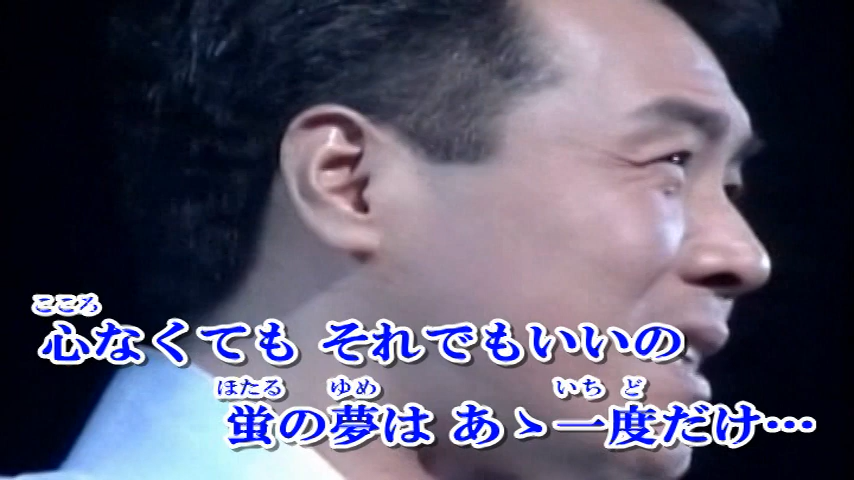 こころ
心なくても それでもいいの
ほたる ゆめ いち ど
蛍の夢は あゝ一度だけ…